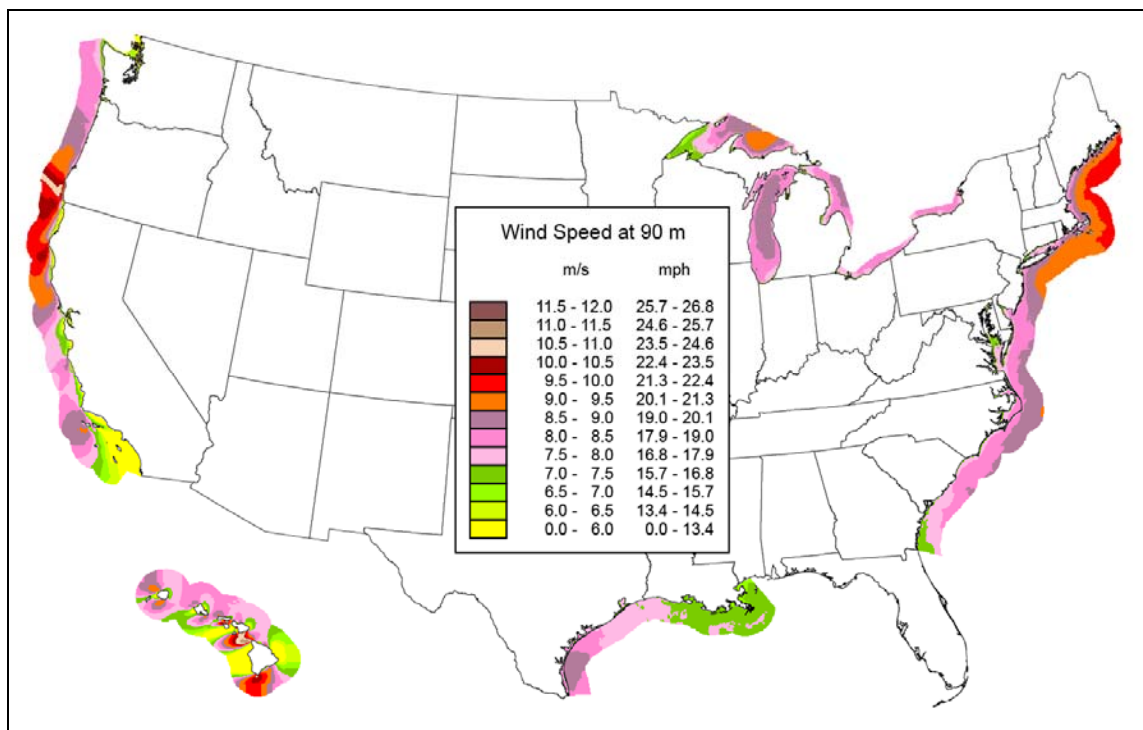 Wind Speed at 90 m
m/s mph
11.5 - 12.0 25.7 - 26.8
11.0 - 11.5 24.6 - 25.7
10.5 - 11.0 23.5 - 24.6
10.0 - 10.5 22.4 - 23.5
9.5 - 10.0 21.3 - 22.4
9.0 - 9.5 20.1 - 21.3
8.5 - 9.0 19.0 - 20.1
8.0 - 8.5 17.9 - 19.0
7.5 - 8.0 16.8 - 17.9
7.0 - 7.5 15.7 - 16.8
6.5 - 7.0 14.5 - 15.7
6.0 - 6.5 13.4 - 14.5
0.0 - 6.0 0.0 - 13.4